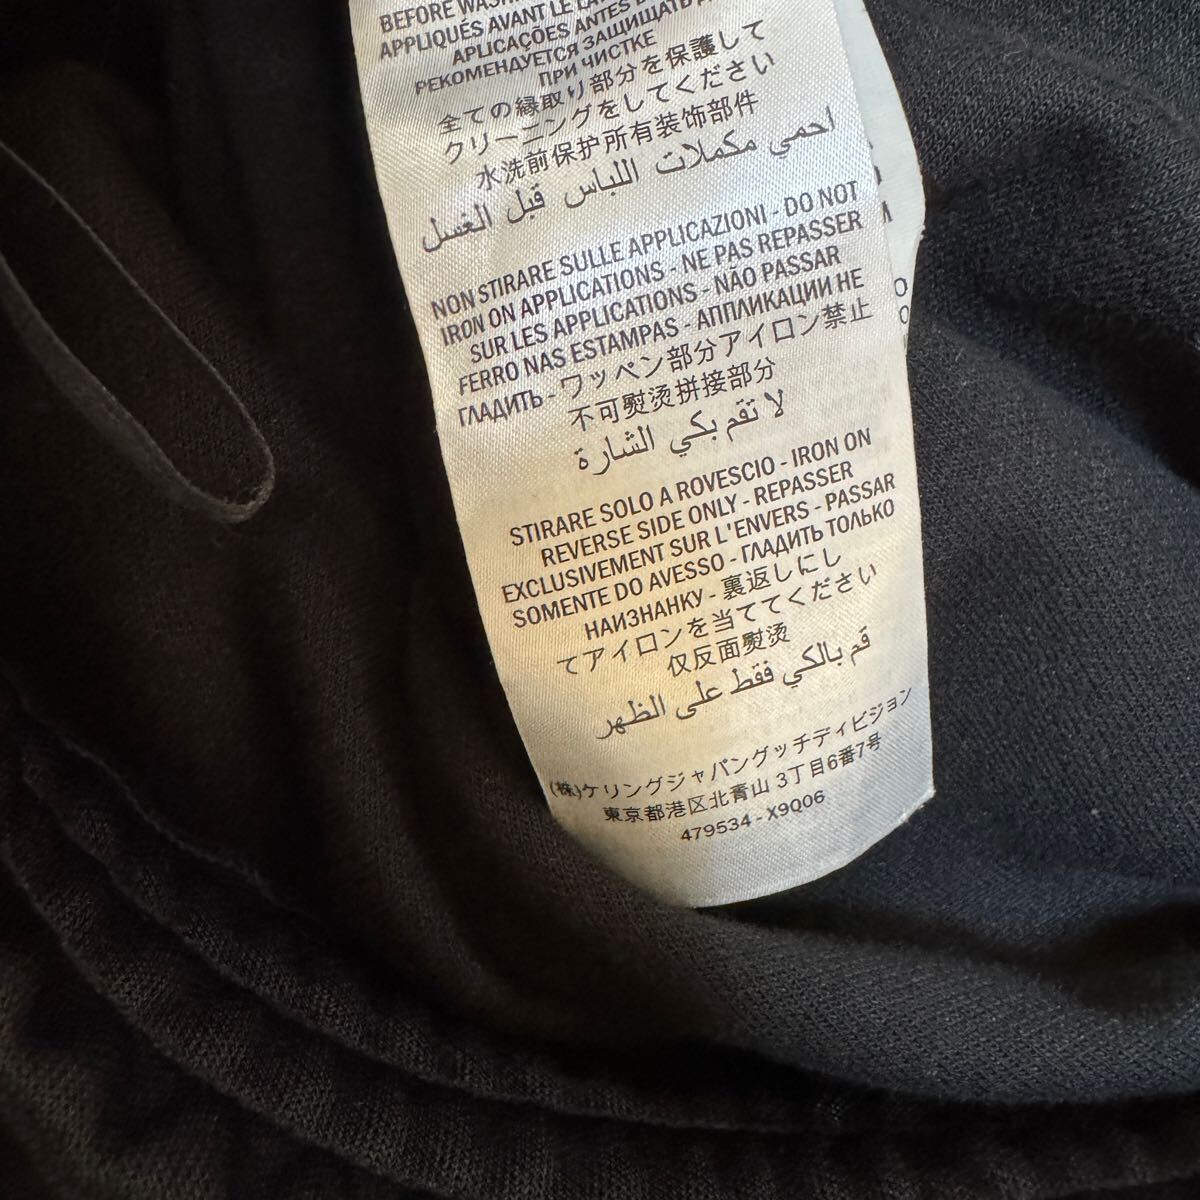 BEFORE WASH
APPLIQUÉS AVANT LE
APLICAÇÕES ANTES
РЕКОМЕНДУЕТСЯ ЗАЩИЩАТЬ
ПРИ ЧИСТКЕ
全ての縁取り部分を保護して
クリーニングをしてください
水洗前保护所有装饰部件
احمي مكملات اللباس قبل الغسل
NON STIRARE SULLE APPLICAZIONI - DO NOT
IRON ON APPLICATIONS - NE PAS REPASSER
SUR LES APPLICATIONS - NÃO PASSAR
FERRO NAS ESTAMPAS - АППЛИКАЦИИ НЕ
ГЛАДИТЬ - ワッペン部分アイロン禁止
不可熨烫拼接部分
لا تقم بكي الشارة
STIRARE SOLO A ROVESCIO - IRON ON
REVERSE SIDE ONLY - REPASSER
EXCLUSIVEMENT SUR L'ENVERS - PASSAR
SOMENTE DO AVESSO - ГЛАДИТЬ ТОЛЬКО
НАИЗНАНКУ - 裏返しにし
てアイロンを当ててください
仅反面熨烫
قم بالكي فقط على الظهر
(株)ケリングジャパングッチディビジョン
東京都港区北青山 3丁目6番7号
479534 - X9Q06